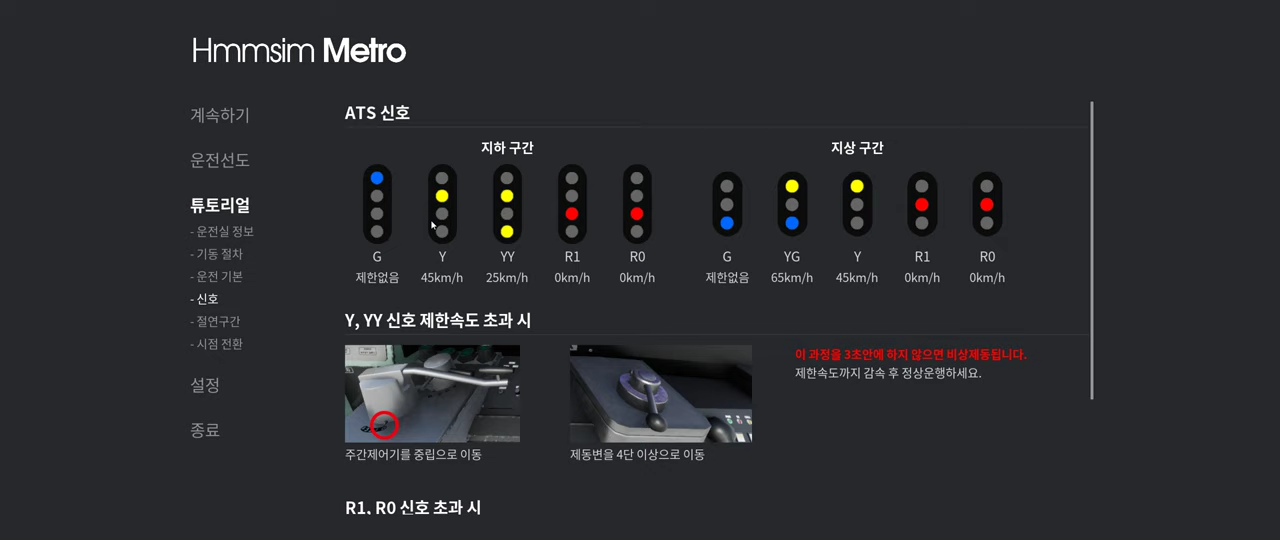 Hmmsim Metro
계속하기
운전선도
튜토리얼
- 운전실 정보
- 기동 절차
- 운전 기본
- 신호
- 절연구간
- 시점 전환
설정
종료
ATS 신호
지하 구간
G Y YY R1 R0
제한없음 45km/h 25km/h 0km/h 0km/h
지상 구간
G YG Y R1 R0
제한없음 65km/h 45km/h 0km/h 0km/h
Y, YY 신호 제한속도 초과 시
주간제어기를 중립으로 이동
제동변을 4단 이상으로 이동
이 과정을 3초안에 하지 않으면 비상제동됩니다.
제한속도까지 감속 후 정상운행하세요.
R1, R0 신호 초과 시